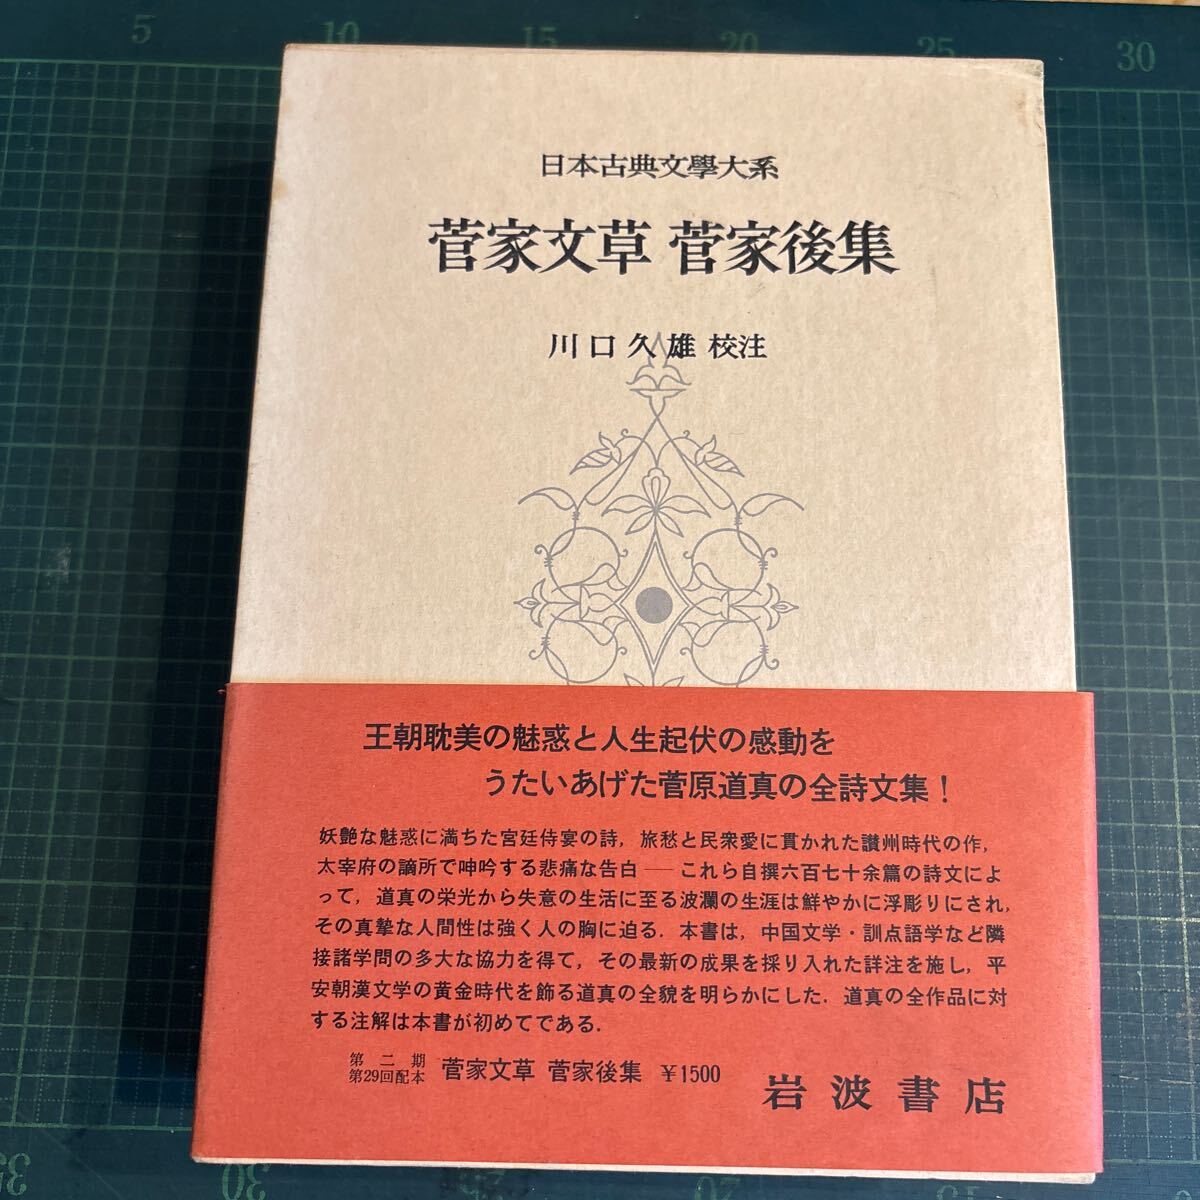 5 10 15 20 25 30
日本古典文學大系
菅家文草 菅家後集
川口久雄 校注
王朝耽美の魅惑と人生起伏の感動を
うたいあげた菅原道真の全詩文集！
妖艶な魅惑に満ちた宮廷侍宴の詩，旅愁と民衆愛に貫かれた讃州時代の作，
太宰府の謫所で呻吟する悲痛な告白──これら自撰六百七十余篇の詩文によ
って，道真の栄光から失意の生活に至る波瀾の生涯は鮮やかに浮彫りにされ，
その真摯な人間性は強く人の胸に迫る．本書は，中国文学・訓点語学など隣
接諸学問の多大な協力を得て，その最新の成果を採り入れた詳注を施し，平
安朝漢文学の黄金時代を飾る道真の全貌を明らかにした．道真の全作品に対
する注解は本書が初めてである．
第二期
第29回配本 菅家文草 菅家後集 ￥1500
岩波書店
35 30 20